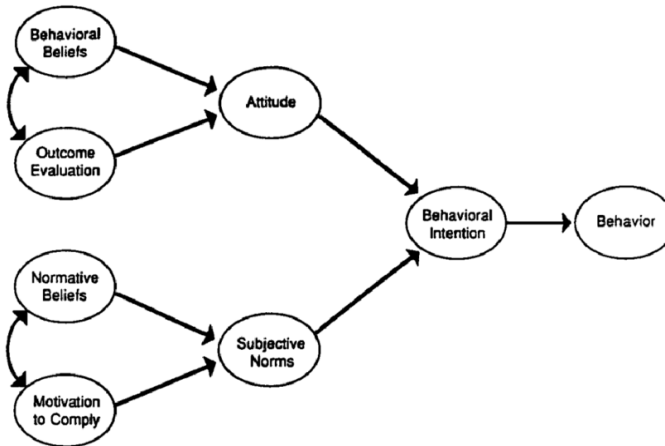 Behavioral
Beliefs
Attitude
Outcome
Evaluation
Behavioral
Intention
Behavior
Normative
Beliefs
Subjective
Norms
Motivation
to Comply